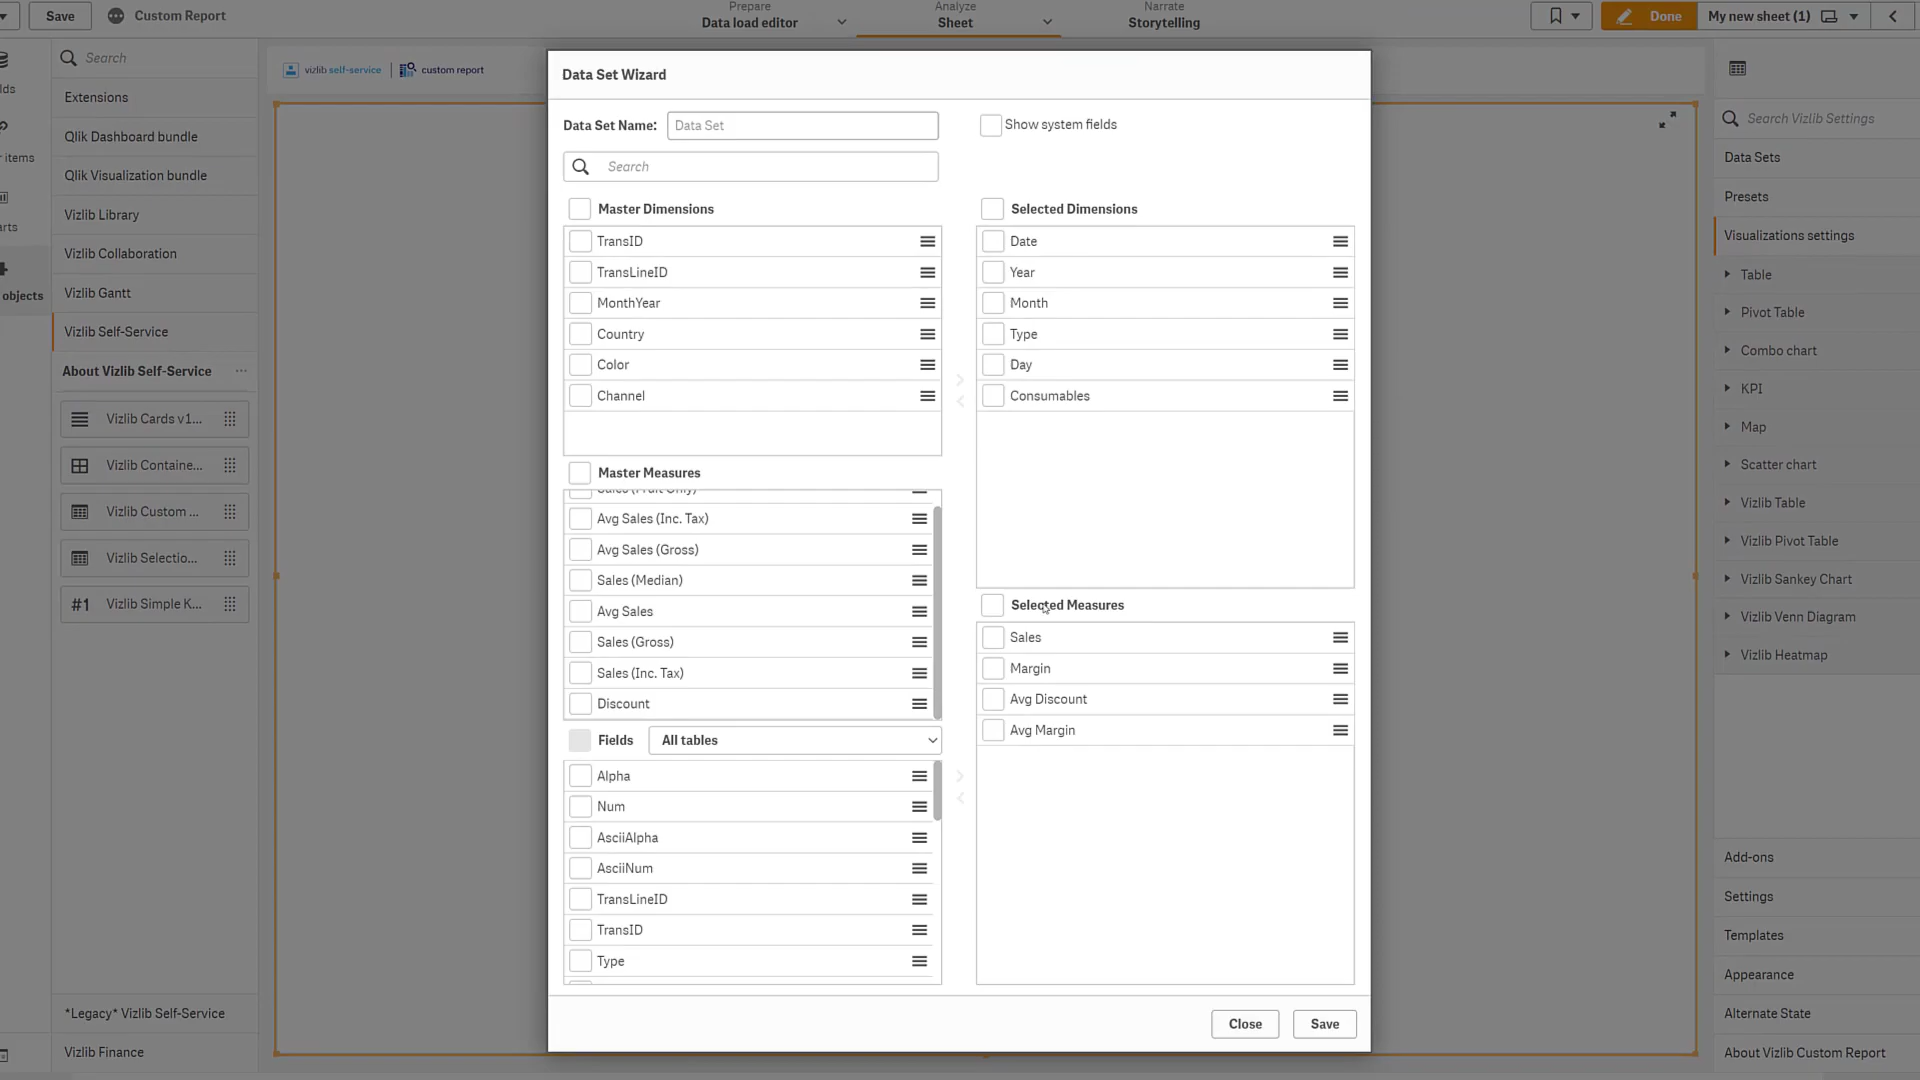 Save
Custom Report
Prepare
Data load editor
Analyze
Sheet
Narrate
Storytelling
Done
My new sheet (1)
Search
Extensions
Qlik Dashboard bundle
Qlik Visualization bundle
Vizlib Library
Vizlib Collaboration
Vizlib Gantt
Vizlib Self-Service
About Vizlib Self-Service
...
Vizlib Cards v1...
Vizlib Containe...
Vizlib Custom ...
Vizlib Selectio...
#1 Vizlib Simple K...
*Legacy* Vizlib Self-Service
Vizlib Finance
objects
vizlib self-service
custom report
Data Set Wizard
Data Set Name:
Data Set
Show system fields
Search
Master Dimensions
TransID
TransLineID
MonthYear
Country
Color
Channel
Master Measures
Sales (Fruit Only)
Avg Sales (Inc. Tax)
Avg Sales (Gross)
Sales (Median)
Avg Sales
Sales (Gross)
Sales (Inc. Tax)
Discount
Fields
All tables
Alpha
Num
AsciiAlpha
AsciiNum
TransLineID
TransID
Type
Selected Dimensions
Date
Year
Month
Type
Day
Consumables
Selected Measures
Sales
Margin
Avg Discount
Avg Margin
Close
Save
Search Vizlib Settings
Data Sets
Presets
Visualizations settings
Table
Pivot Table
Combo chart
KPI
Map
Scatter chart
Vizlib Table
Vizlib Pivot Table
Vizlib Sankey Chart
Vizlib Venn Diagram
Vizlib Heatmap
Add-ons
Settings
Templates
Appearance
Alternate State
About Vizlib Custom Report